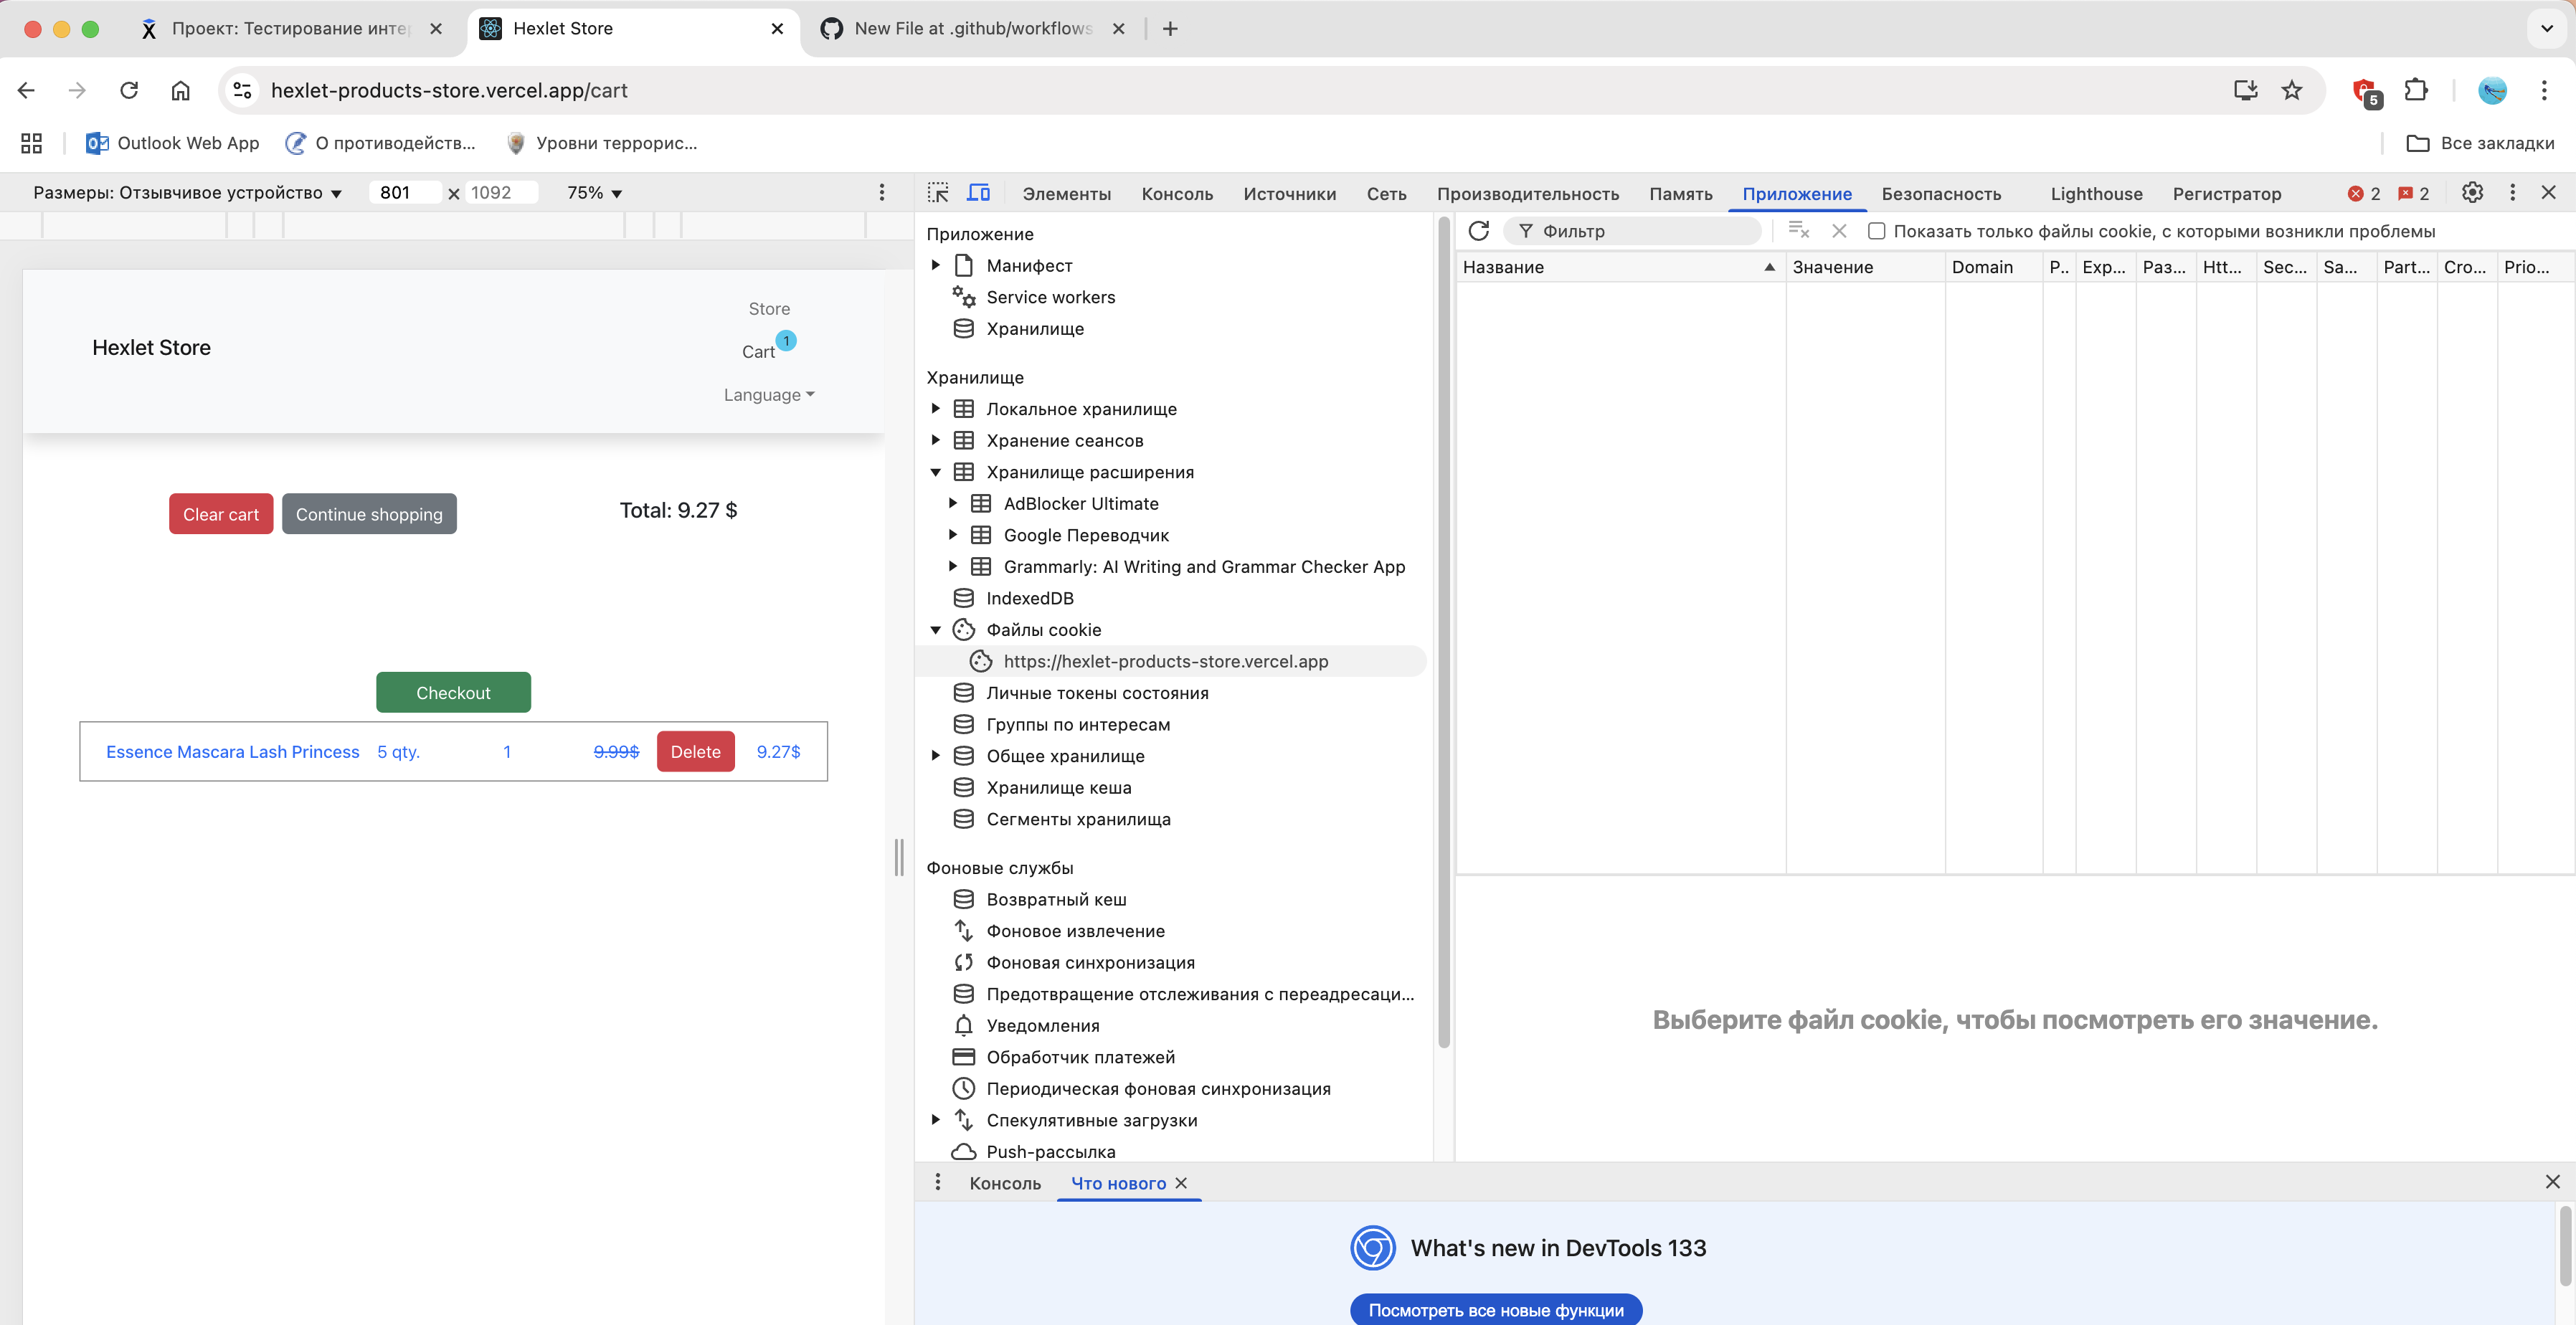 Проект: Тестирование инте
Hexlet Store
New File at .github/workflows
hexlet-products-store.vercel.app/cart
5
Outlook Web App
О противодейств...
Уровни террорис...
Все закладки
Размеры: Отзывчивое устройство
801
x
1092
75%
Элементы
Консоль
Источники
Сеть
Производительность
Память
Приложение
Безопасность
Lighthouse
Регистратор
2
2
Hexlet Store
Store
Cart
1
Language
Clear cart
Continue shopping
Total: 9.27 $
Checkout
Essence Mascara Lash Princess
5 qty.
1
9.99$
Delete
9.27$
Приложение
Манифест
Service workers
Хранилище
Хранилище
Локальное хранилище
Хранение сеансов
Хранилище расширения
AdBlocker Ultimate
Google Переводчик
Grammarly: AI Writing and Grammar Checker App
IndexedDB
Файлы cookie
https://hexlet-products-store.vercel.app
Личные токены состояния
Группы по интересам
Общее хранилище
Хранилище кеша
Сегменты хранилища
Фоновые службы
Возвратный кеш
Фоновое извлечение
Фоновая синхронизация
Предотвращение отслеживания с переадресаци...
Уведомления
Обработчик платежей
Периодическая фоновая синхронизация
Спекулятивные загрузки
Push-рассылка
Фильтр
Показать только файлы cookie, с которыми возникли проблемы
Название
Значение
Domain
P..
Exp...
Раз...
Htt...
Sec...
Sa...
Part...
Cro...
Prio...
Выберите файл cookie, чтобы посмотреть его значение.
Консоль
Что нового
What's new in DevTools 133
Посмотреть все новые функции